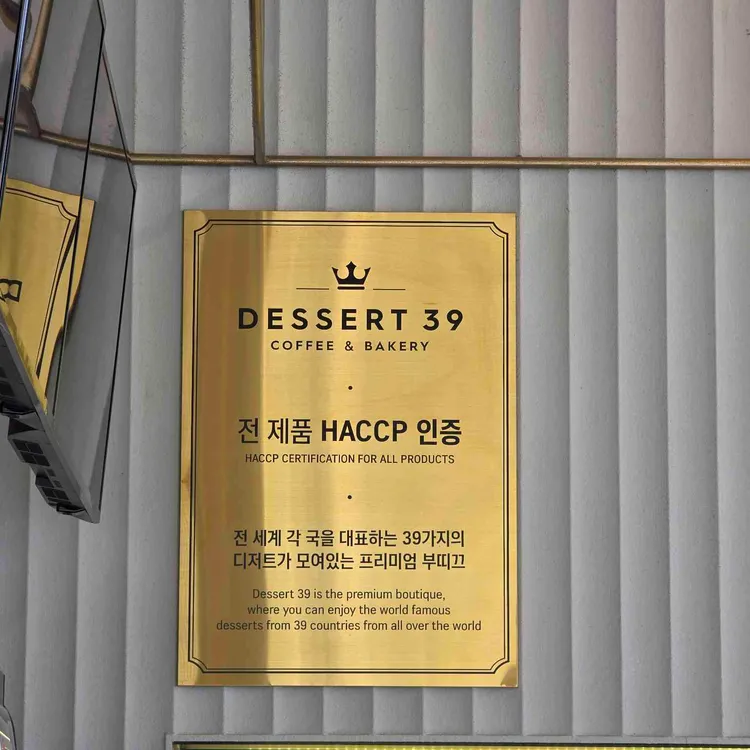 DESSERT 39
COFFEE & BAKERY
전 제품 HACCP 인증
HACCP CERTIFICATION FOR ALL PRODUCTS
전 세계 각 국을 대표하는 39가지의
디저트가 모여있는 프리미엄 부띠끄
Dessert 39 is the premium boutique,
where you can enjoy the world famous
desserts from 39 countries from all over the world